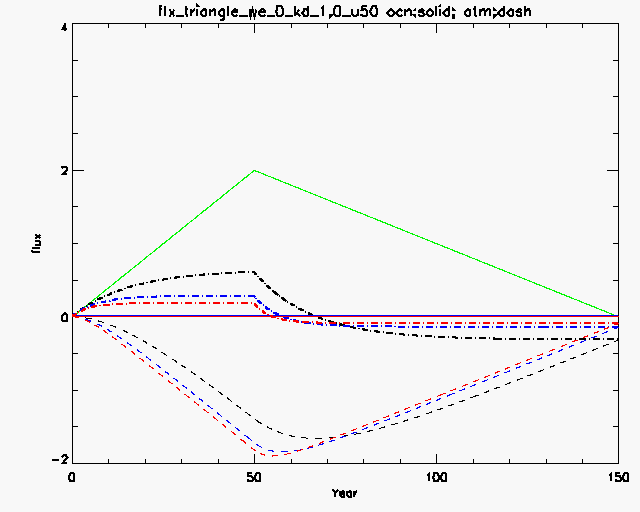 flx_triangle_we_0_kd_1,0_u50 ocn:solid; atm:dash
4
2
flux
0
-2
0 50 100 150
Year